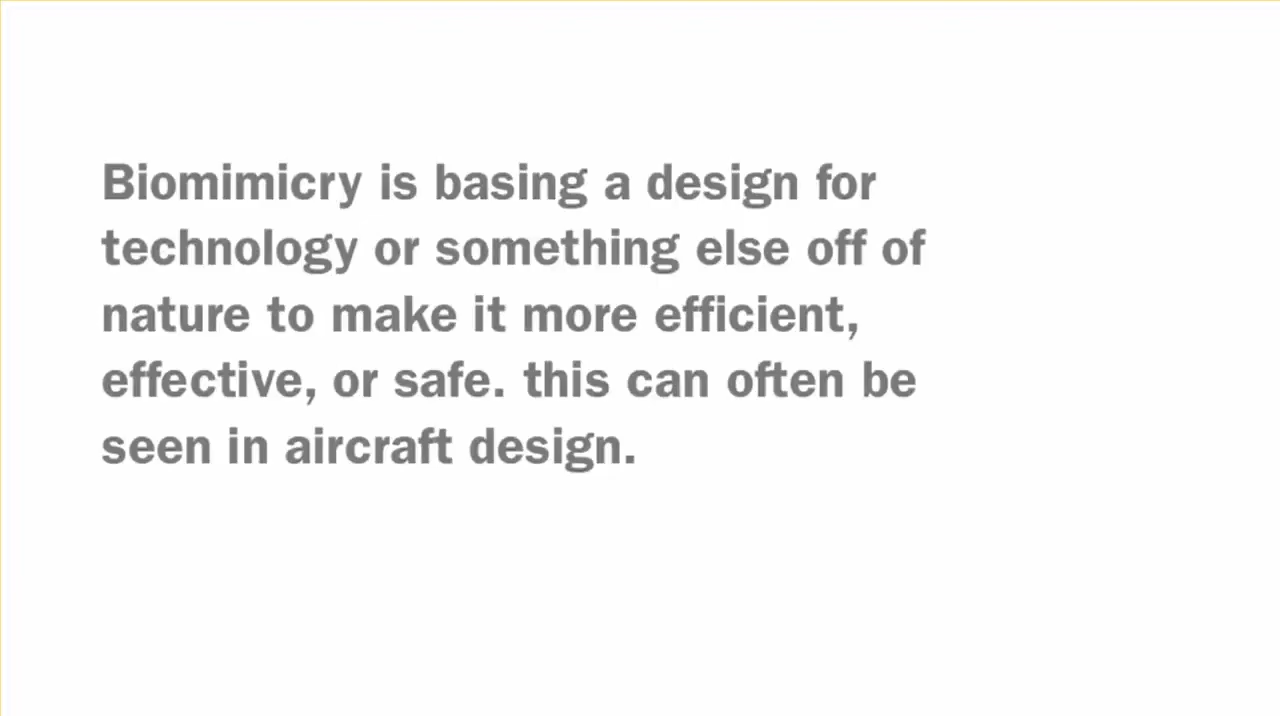 Biomimicry is basing a design for
technology or something else off of
nature to make it more efficient,
effective, or safe. this can often be
seen in aircraft design.